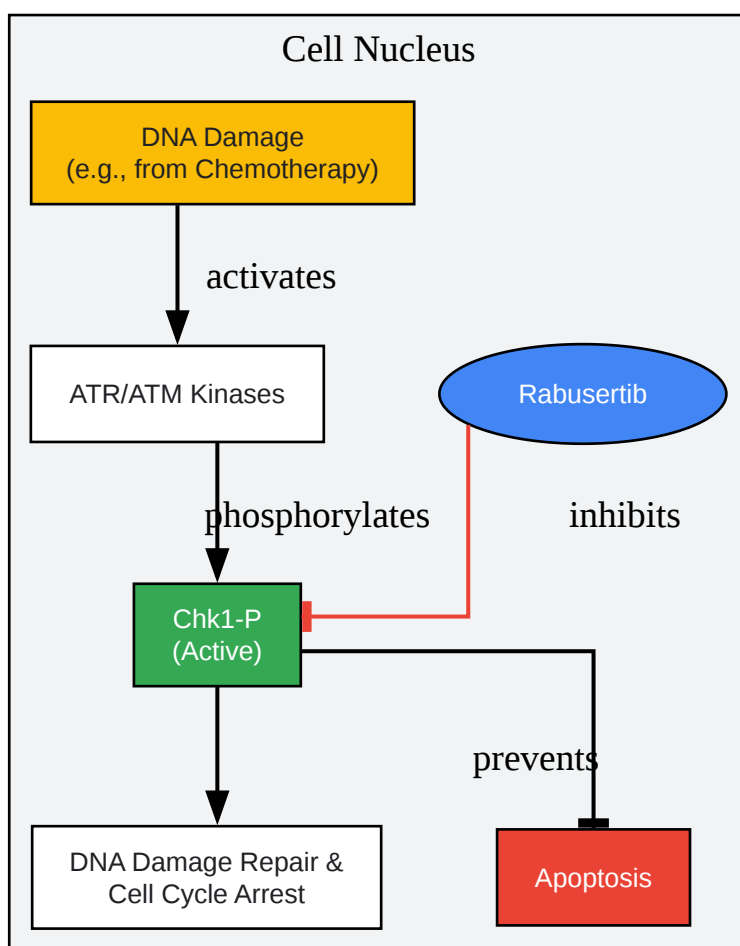 Cell Nucleus
DNA Damage
(e.g., from Chemotherapy)
activates
ATR/ATM Kinases
Rabusertib
phosphorylates
inhibits
Chk1-P
(Active)
prevents
DNA Damage Repair &
Cell Cycle Arrest
Apoptosis